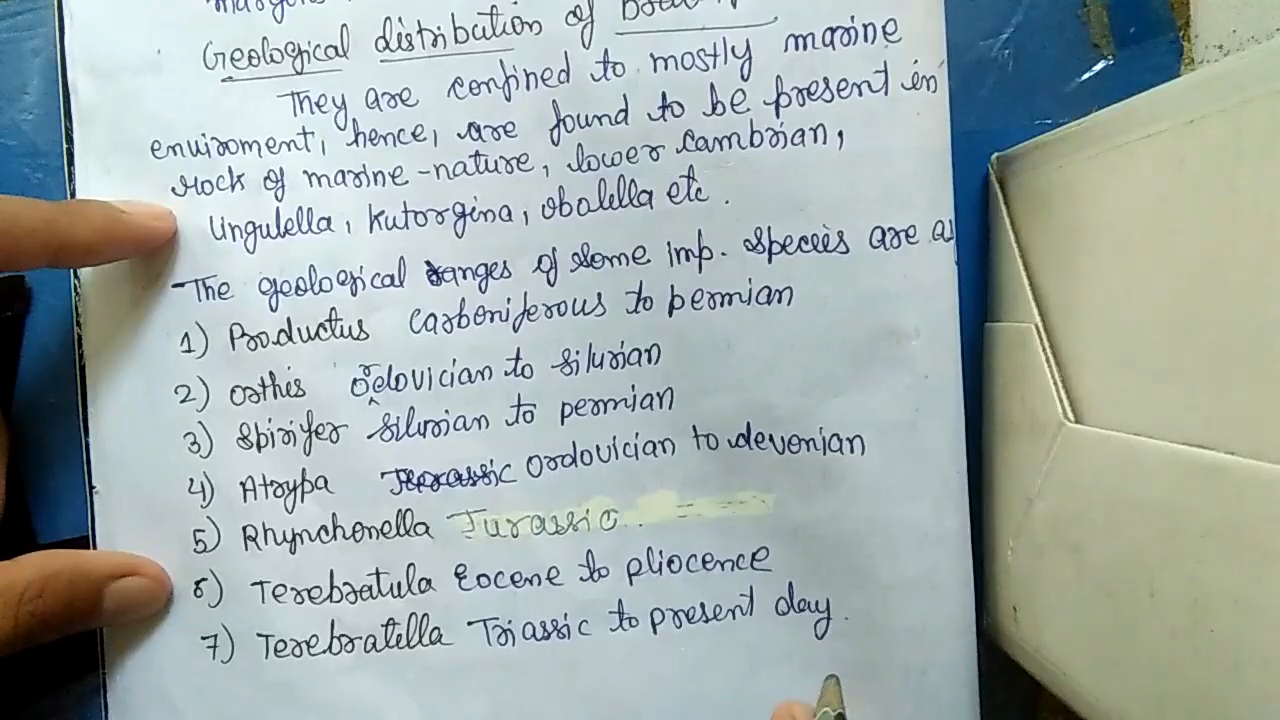 Geological distribution of
They are confined to mostly marine
enuiroment, hence, are found to be present in
rock of marine-nature, lower cambrian,
Lingulella, Kutorgina, obolella etc.
The geological ranges of some imp. species are as
1) Productus carboniferous to permian
2) orthis ordovician to silurian
3) Spirifer silurian to permian
4) Atrypa ordovician to devonian
5) Rhynchonella Jurassic
6) Terebratula Eocene to pliocence
7) Terebratella Triassic to present day.